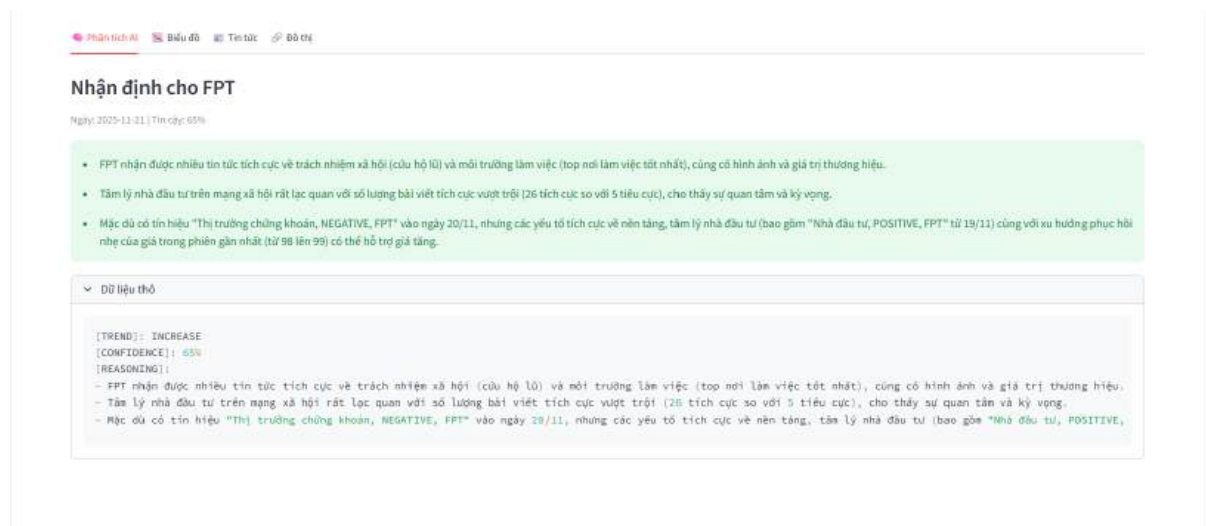 Phân tích AI Biểu đồ Tin tức Đồ thị
Nhận định cho FPT
Ngày: 2025-11-21 | Tin cậy: 65%
• FPT nhận được nhiều tin tức tích cực về trách nhiệm xã hội (cứu hộ lũ) và môi trường làm việc (top nơi làm việc tốt nhất), củng cố hình ảnh và giá trị thương hiệu.
• Tâm lý nhà đầu tư trên mạng xã hội rất lạc quan với số lượng bài viết tích cực vượt trội (26 tích cực so với 5 tiêu cực), cho thấy sự quan tâm và kỳ vọng.
• Mặc dù có tín hiệu "Thị trường chứng khoán, NEGATIVE, FPT" vào ngày 20/11, nhưng các yếu tố tích cực về nền tảng, tâm lý nhà đầu tư (bao gồm "Nhà đầu tư, POSITIVE, FPT" từ 19/11) cùng với xu hướng phục hồi
nhẹ của giá trong phiên gần nhất (từ 98 lên 99) có thể hỗ trợ giá tăng.
Dữ liệu thô
[TREND]: INCREASE
[CONFIDENCE]: 65%
[REASONING]:
- FPT nhận được nhiều tin tức tích cực về trách nhiệm xã hội (cứu hộ lũ) và môi trường làm việc (top nơi làm việc tốt nhất), củng cố hình ảnh và giá trị thương hiệu.
- Tâm lý nhà đầu tư trên mạng xã hội rất lạc quan với số lượng bài viết tích cực vượt trội (26 tích cực so với 5 tiêu cực), cho thấy sự quan tâm và kỳ vọng.
- Mặc dù có tín hiệu "Thị trường chứng khoán, NEGATIVE, FPT" vào ngày 20/11, nhưng các yếu tố tích cực về nền tảng, tâm lý nhà đầu tư (bao gồm "Nhà đầu tư, POSITIVE,